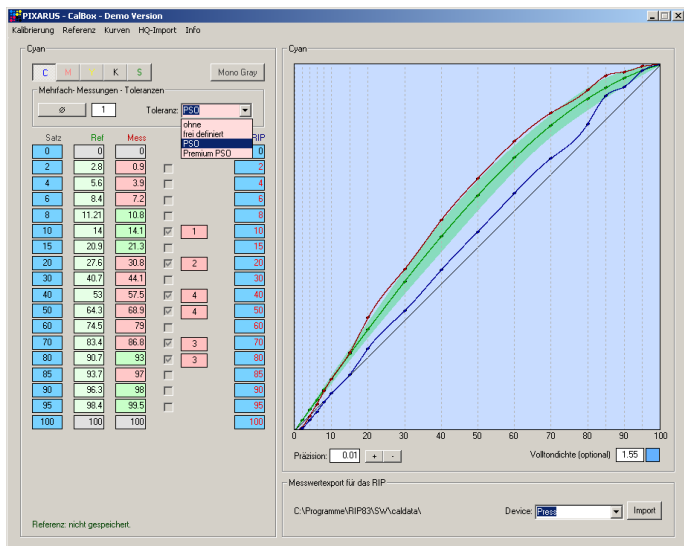 PIXARUS - CalBox - Demo Version
Kalibrierung Referenz Kurven HQ-Import Info
Cyan
C M Y K S Mono Gray
Mehrfach- Messungen - Toleranzen
ø 1 Toleranz: PSO
ohne
frei definiert
PSO
Premium PSO
Satz Ref Mess RIP
0 0 0 0
2 2.8 0.9 2
4 5.6 3.9 4
6 8.4 7.2 6
8 11.21 10.8 8
10 14 14.1 1 10
15 20.9 21.3 15
20 27.6 30.8 2 20
30 40.7 44.1 30
40 53 57.5 4 40
50 64.3 68.9 4 50
60 74.5 79 60
70 83.4 86.8 3 70
80 90.7 93 3 80
85 93.7 97 85
90 96.3 98 90
95 98.4 99.5 95
100 100 100 100
Referenz: nicht gespeichert.
Cyan
0 10 20 30 40 50 60 70 80 90 100
Präzision: 0.01 + - Volltondichte (optional) 1.55
Messwertexport für das RIP
C:\Programme\RIP83\SW\caldata\ Device: Press Import